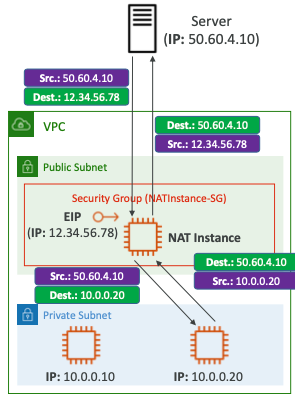 Server
(IP: 50.60.4.10)
Src.: 50.60.4.10
Dest.: 12.34.56.78
Dest.: 50.60.4.10
Src.: 12.34.56.78
VPC
Public Subnet
Security Group (NATInstance-SG)
EIP
(IP: 12.34.56.78)
NAT Instance
Src.: 50.60.4.10
Dest.: 10.0.0.20
Dest.: 50.60.4.10
Src.: 10.0.0.20
Private Subnet
IP: 10.0.0.10
IP: 10.0.0.20